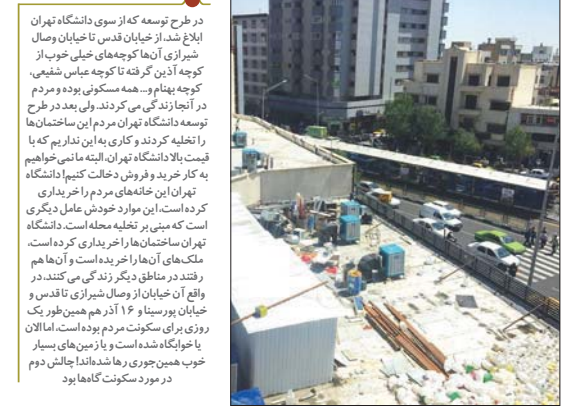 در طرح توسعه که از سوی دانشگاه تهران
ابلاغ شد، از خیابان قدس تا خیابان وصال
شیرازی آن‌ها کوچه‌های خیلی خوب از
کوچه آذین گرفته تا کوچه عباس شفیعی،
کوچه بهنام و... همه مسکونی بوده و مردم
در آنجا زندگی می کردند. ولی بعد در طرح
توسعه دانشگاه تهران مردم این ساختمان‌ها
را تخلیه کردند و کاری به این نداریم که با
قیمت بالا دانشگاه تهران، البته ما نمی‌خواهیم
به کار خرید و فروش دخالت کنیم! دانشگاه
تهران این خانه‌های مردم را خریداری
کرده است، این موارد خودش عامل دیگری
است که مبنی بر تخلیه محله است. دانشگاه
تهران ساختمان‌ها را خریداری کرده است،
ملک‌های آن‌ها را خریده است و آن‌ها هم
رفتند در مناطق دیگر زندگی می کنند. در
واقع آن خیابان از وصال شیرازی تا قدس و
خیابان پورسینا و ۱۶ آذر هم همین‌طور یک
روزی برای سکونت مردم بوده است، اما الان
یا خوابگاه شده است و یا زمین‌های بسیار
خوب همین‌جوری رها شده‌اند! چالش دوم
در مورد سکونت گاه‌ها بود